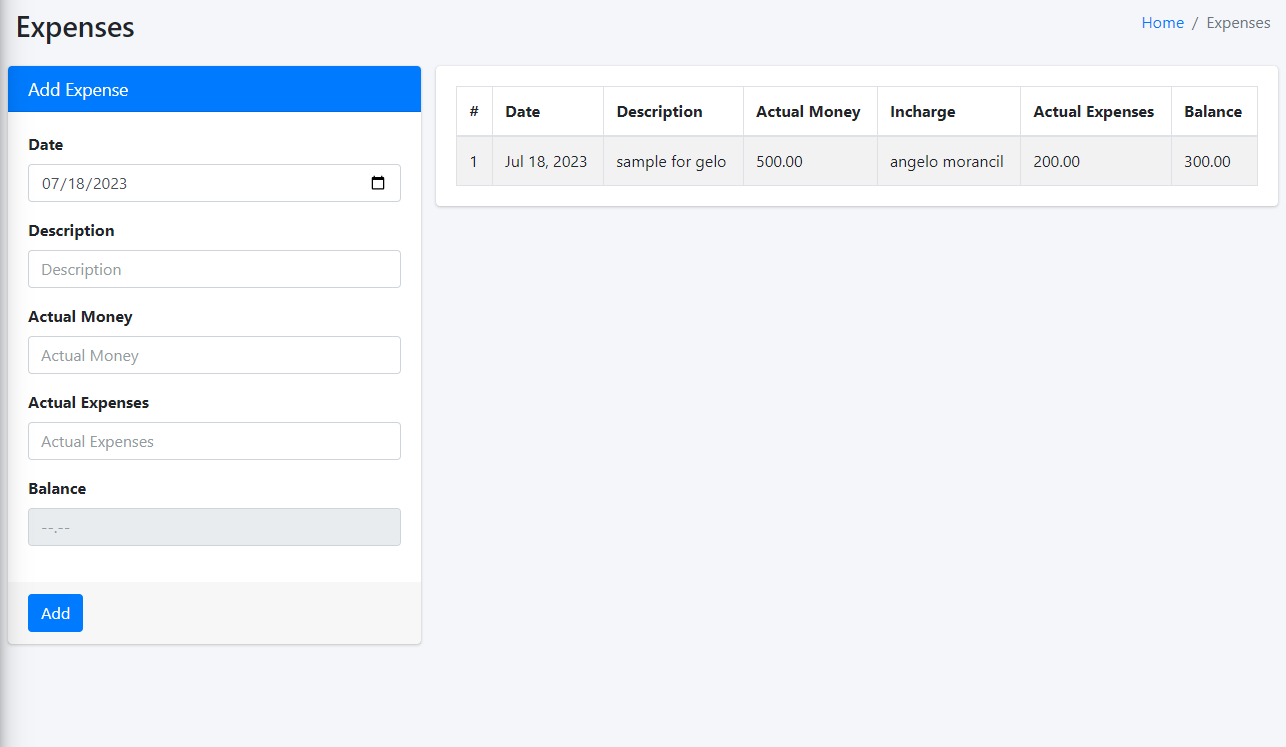 Expenses
Home / Expenses
Add Expense
Date
07/18/2023
Description
Description
Actual Money
Actual Money
Actual Expenses
Actual Expenses
Balance
--.--
Add
# Date Description Actual Money Incharge Actual Expenses Balance
1 Jul 18, 2023 sample for gelo 500.00 angelo morancil 200.00 300.00